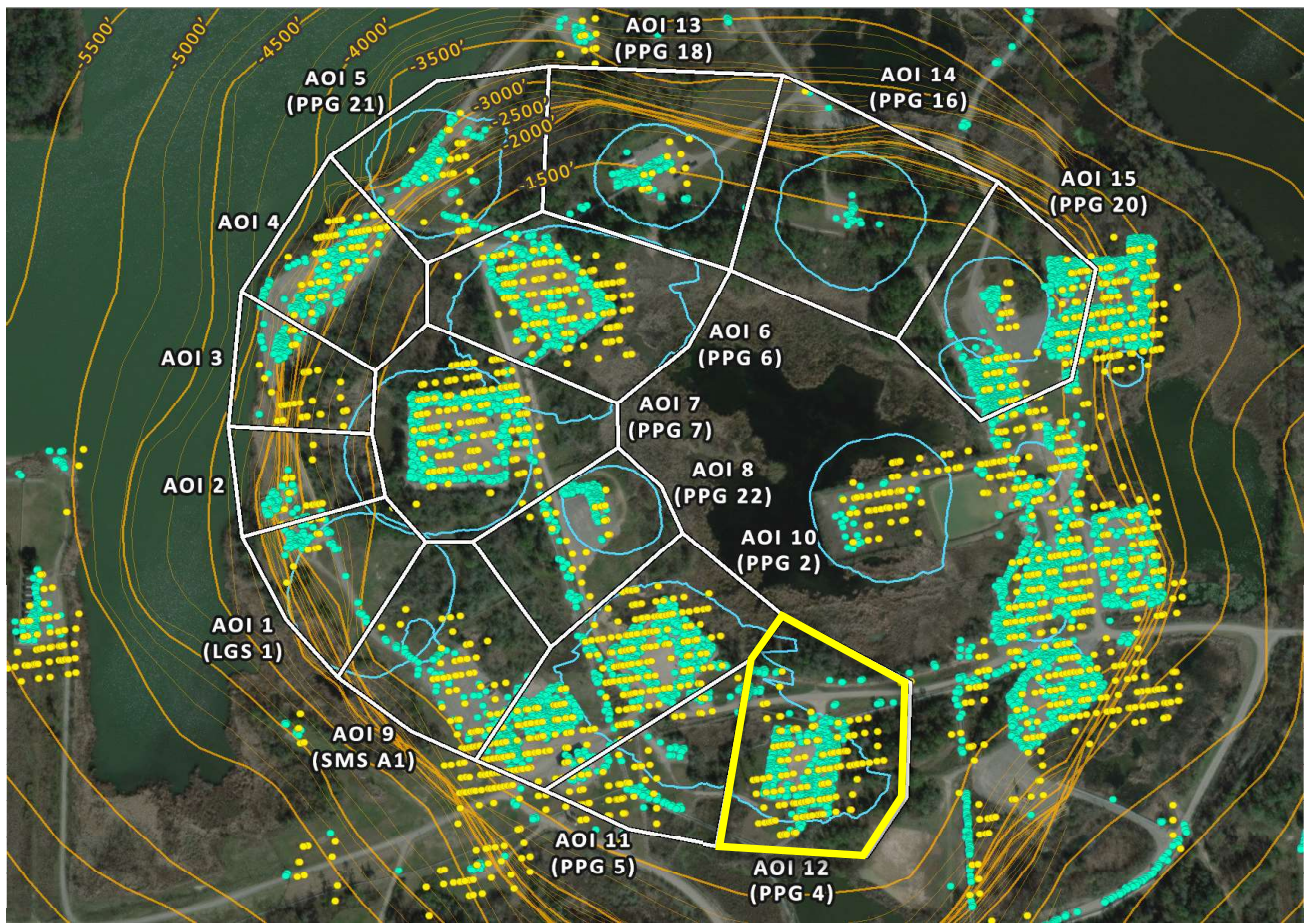 -5500'
-5000'
-4500'
-4000'
-3500'
-3000'
-2500'
-2000'
-1500'
AOI 13
(PPG 18)
AOI 5
(PPG 21)
AOI 14
(PPG 16)
AOI 15
(PPG 20)
AOI 4
AOI 3
AOI 6
(PPG 6)
AOI 7
(PPG 7)
AOI 8
(PPG 22)
AOI 2
AOI 10
(PPG 2)
AOI 1
(LGS 1)
AOI 9
(SMS A1)
AOI 11
(PPG 5)
AOI 12
(PPG 4)